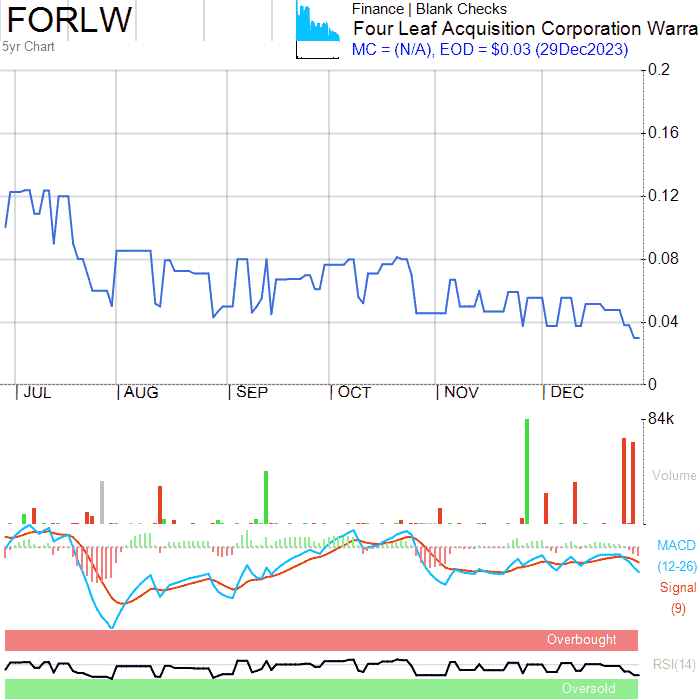 FORLW
5yr Chart
Finance | Blank Checks
Four Leaf Acquisition Corporation Warra
MC = (N/A), EOD = $0.03 (29Dec2023)
0.2
0.16
0.12
0.08
0.04
0
JUL AUG SEP OCT NOV DEC
84k
Volume
MACD
(12-26)
Signal
(9)
Overbought
RSI(14)
Oversold